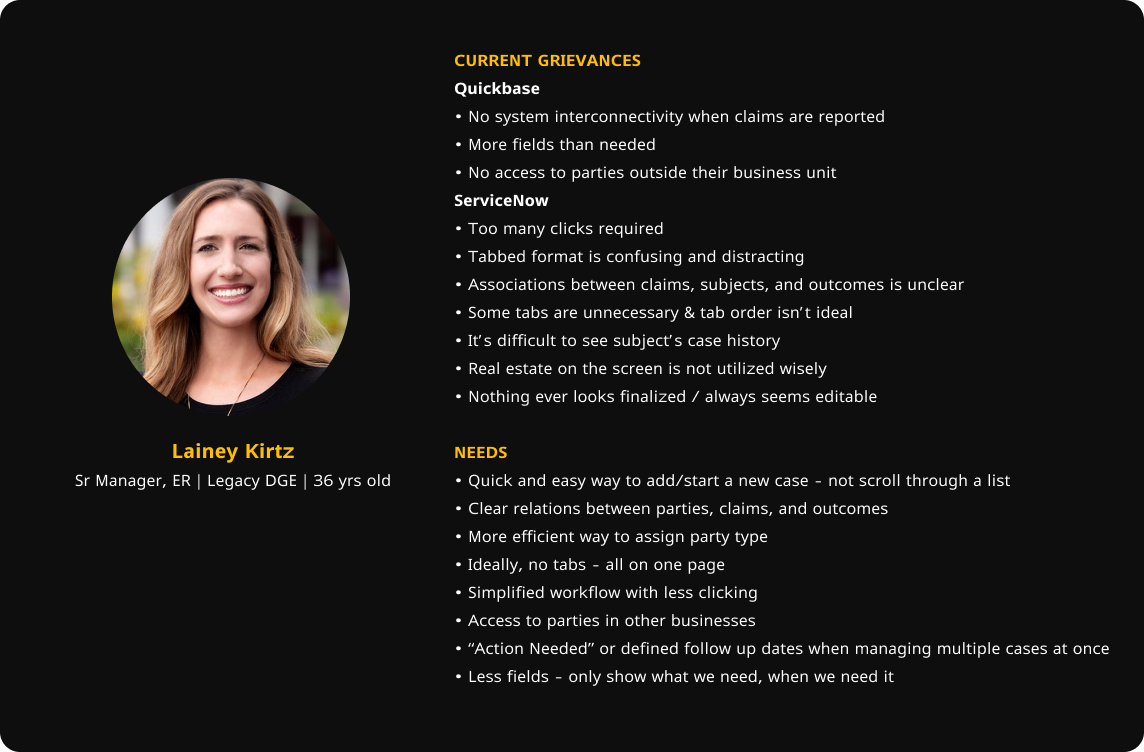 CURRENT GRIEVANCES
Quickbase
• No system interconnectivity when claims are reported
• More fields than needed
• No access to parties outside their business unit
ServiceNow
• Too many clicks required
• Tabbed format is confusing and distracting
• Associations between claims, subjects, and outcomes is unclear
• Some tabs are unnecessary & tab order isn’t ideal
• It’s difficult to see subject’s case history
• Real estate on the screen is not utilized wisely
• Nothing ever looks finalized / always seems editable
Lainey Kirtz
Sr Manager, ER | Legacy DGE | 36 yrs old
NEEDS
• Quick and easy way to add/start a new case – not scroll through a list
• Clear relations between parties, claims, and outcomes
• More efficient way to assign party type
• Ideally, no tabs – all on one page
• Simplified workflow with less clicking
• Access to parties in other businesses
• “Action Needed” or defined follow up dates when managing multiple cases at once
• Less fields – only show what we need, when we need it